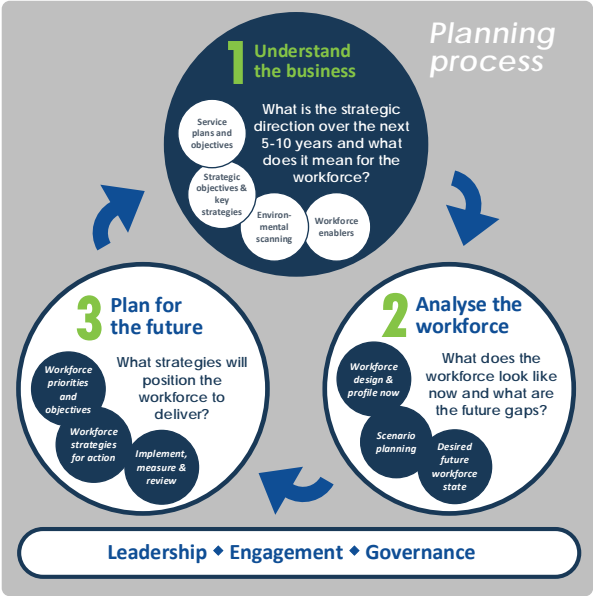 Planning
process
1 Understand
the business
What is the strategic
direction over the next
5-10 years and what
does it mean for the
workforce?
Service
plans and
objectives
Strategic
objectives &
key
strategies
Environ-
mental
scanning
Workforce
enablers
2 Analyse the
workforce
What does the
workforce look like
now and what are
the future gaps?
Workforce
design &
profile now
Scenario
planning
Desired
future
workforce
state
3 Plan for
the future
What strategies will
position the
workforce to
deliver?
Workforce
priorities
and
objectives
Workforce
strategies
for action
Implement,
measure &
review
Leadership ◆ Engagement ◆ Governance